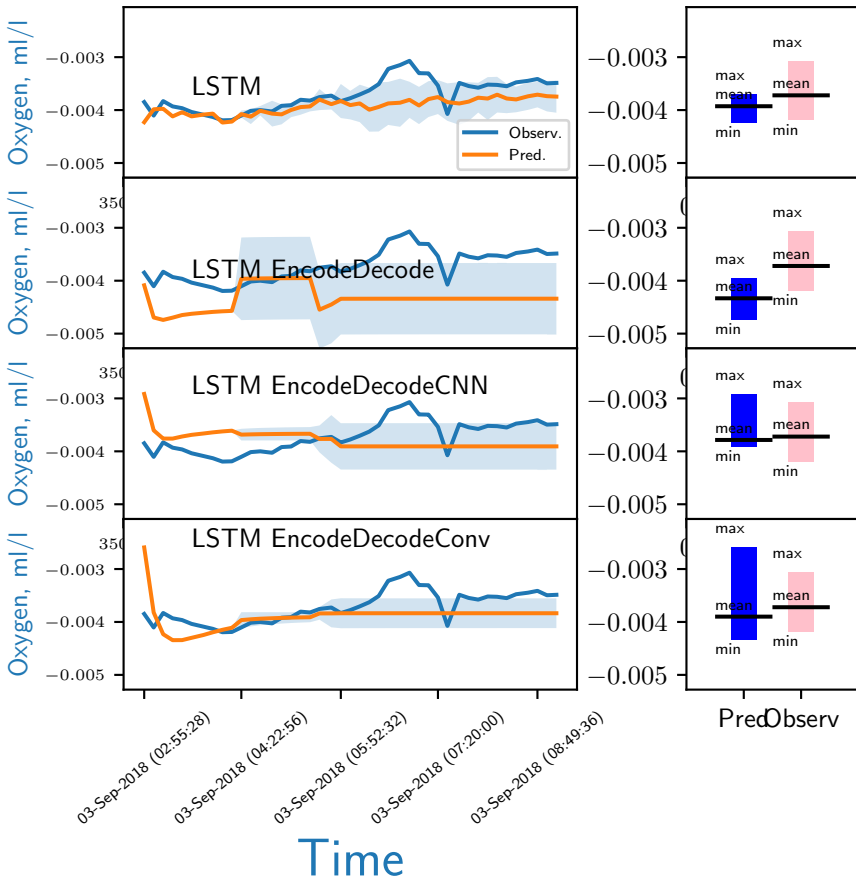 Oxygen, ml/l
−0.003
−0.004
−0.005
LSTM
Observ.
Pred.
−0.003
−0.004
−0.005
max
mean
min
max
mean
min
Oxygen, ml/l
350
−0.003
−0.004
−0.005
LSTM EncodeDecode
0
−0.003
−0.004
−0.005
max
mean
min
max
mean
min
Oxygen, ml/l
350
−0.003
−0.004
−0.005
LSTM EncodeDecodeCNN
0
−0.003
−0.004
−0.005
max
mean
min
max
mean
min
Oxygen, ml/l
350
−0.003
−0.004
−0.005
LSTM EncodeDecodeConv
0
−0.003
−0.004
−0.005
max
mean
min
max
mean
min
03-Sep-2018 (02:55:28)
03-Sep-2018 (04:22:56)
03-Sep-2018 (05:52:32)
03-Sep-2018 (07:20:00)
03-Sep-2018 (08:49:36)
Pred
Observ
Time